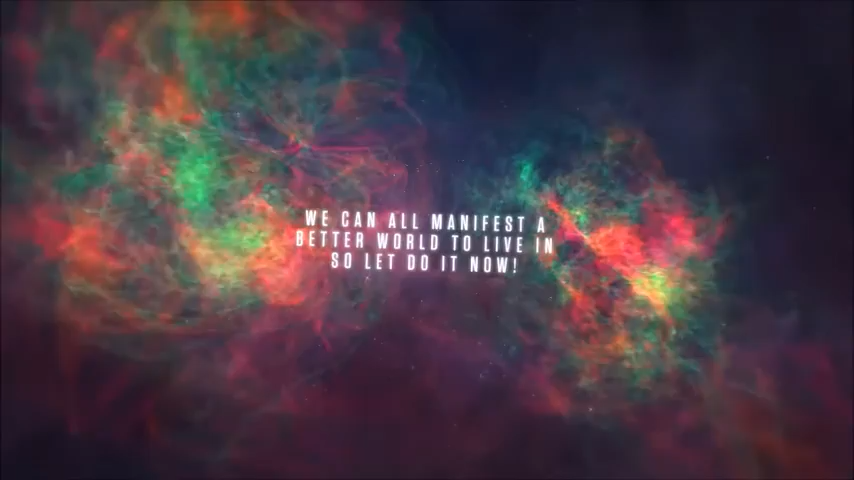 WE CAN ALL MANIFEST A
BETTER WORLD TO LIVE IN
SO LET DO IT NOW!